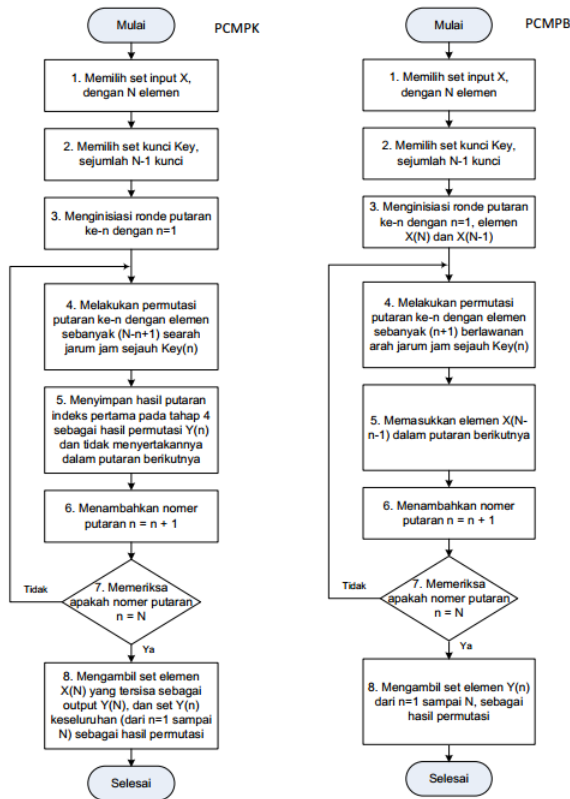 Mulai
PCMPK
1. Memilih set input X,
dengan N elemen
2. Memilih set kunci Key,
sejumlah N-1 kunci
3. Menginisiasi ronde putaran
ke-n dengan n=1
4. Melakukan permutasi
putaran ke-n dengan elemen
sebanyak (N-n+1) searah
jarum jam sejauh Key(n)
5. Menyimpan hasil putaran
indeks pertama pada tahap 4
sebagai hasil permutasi Y(n)
dan tidak menyertakannya
dalam putaran berikutnya
6. Menambahkan nomer
putaran n = n + 1
Tidak
7. Memeriksa
apakah nomer putaran
n = N
Ya
8. Mengambil set elemen
X(N) yang tersisa sebagai
output Y(N), dan set Y(n)
keseluruhan (dari n=1 sampai
N) sebagai hasil permutasi
Selesai
Mulai
PCMPB
1. Memilih set input X,
dengan N elemen
2. Memilih set kunci Key,
sejumlah N-1 kunci
3. Menginisiasi ronde putaran
ke-n dengan n=1, elemen
X(N) dan X(N-1)
4. Melakukan permutasi
putaran ke-n dengan elemen
sebanyak (n+1) berlawanan
arah jarum jam sejauh Key(n)
5. Memasukkan elemen X(N-
n-1) dalam putaran berikutnya
6. Menambahkan nomer
putaran n = n + 1
Tidak
7. Memeriksa
apakah nomer putaran
n = N
Ya
8. Mengambil set elemen Y(n)
dari n=1 sampai N, sebagai
hasil permutasi
Selesai